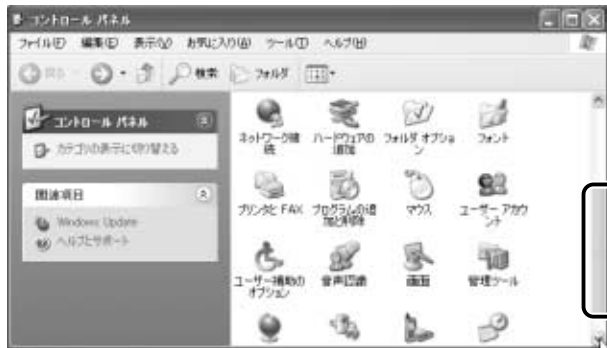 コントロール パネル
ファイル(F) 編集(E) 表示(V) お気に入り(A) ツール(T) ヘルプ(H)
戻る 検索 フォルダ
コントロール パネル
カテゴリの表示に切り替える
関連項目
Windows Update
ヘルプとサポート
ネットワーク接
続
ハードウェアの
追加
フォルダ オプショ
ン
フォント
プリンタと FAX
プログラムの追
加と削除
マウス
ユーザー アカウ
ント
ユーザー補助の
オプション
音声認識
画面
管理ツール